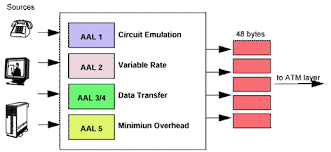 Sources
AAL 1
Circuit Emulation
48 bytes
AAL 2
Variable Rate
to ATM layer
AAL 3/4
Data Transfer
AAL 5
Minimiun Overhead